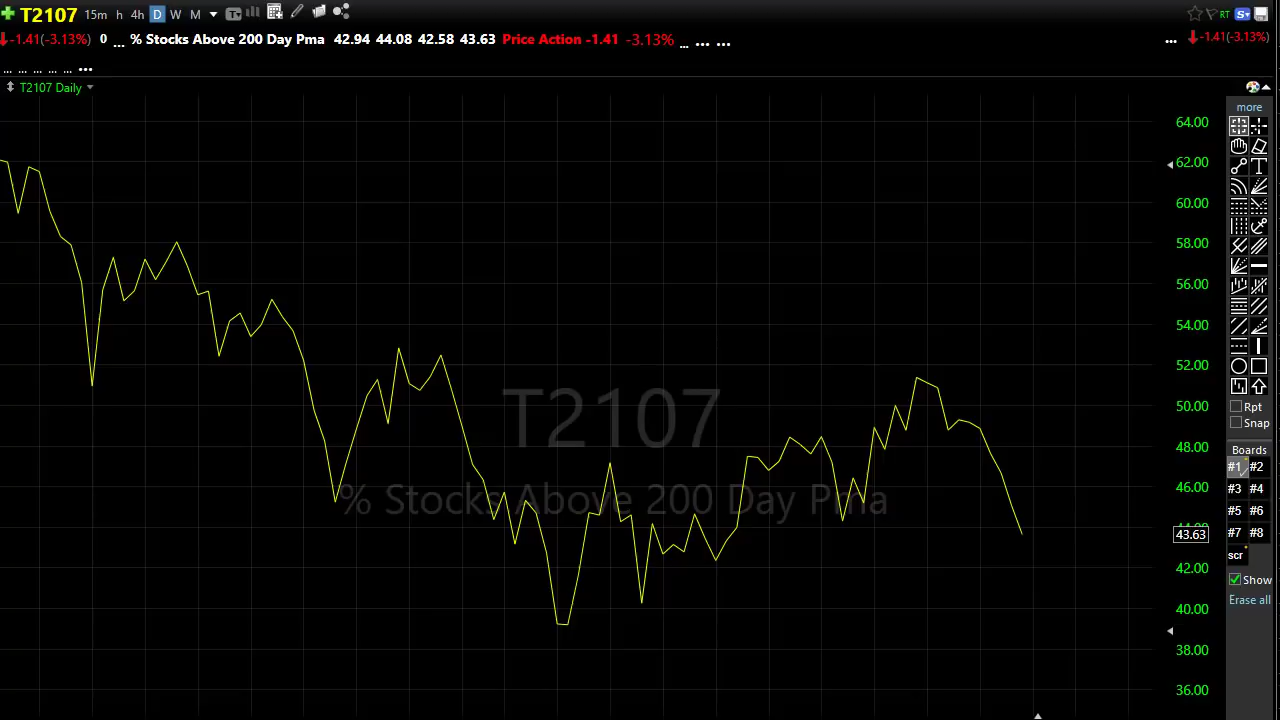 T2107 15m h 4h D W M T RT S
-1.41(-3.13%) 0 ... % Stocks Above 200 Day Pma 42.94 44.08 42.58 43.63 Price Action -1.41 -3.13% ... ... ... ... -1.41(-3.13%)
... ... ... ... ... ...
T2107 Daily
more
64.00
62.00
60.00
58.00
56.00
54.00
52.00
50.00
48.00
46.00
44.00
43.63
42.00
40.00
38.00
36.00
T2107
% Stocks Above 200 Day Pma
T
Rpt
Snap
Boards
#1 #2
#3 #4
#5 #6
#7 #8
scr
Show
Erase all